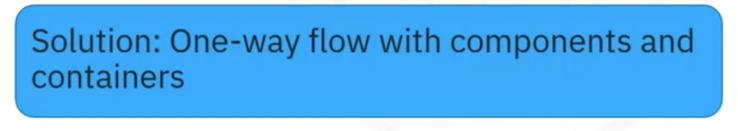 Solution: One-way flow with components and
containers